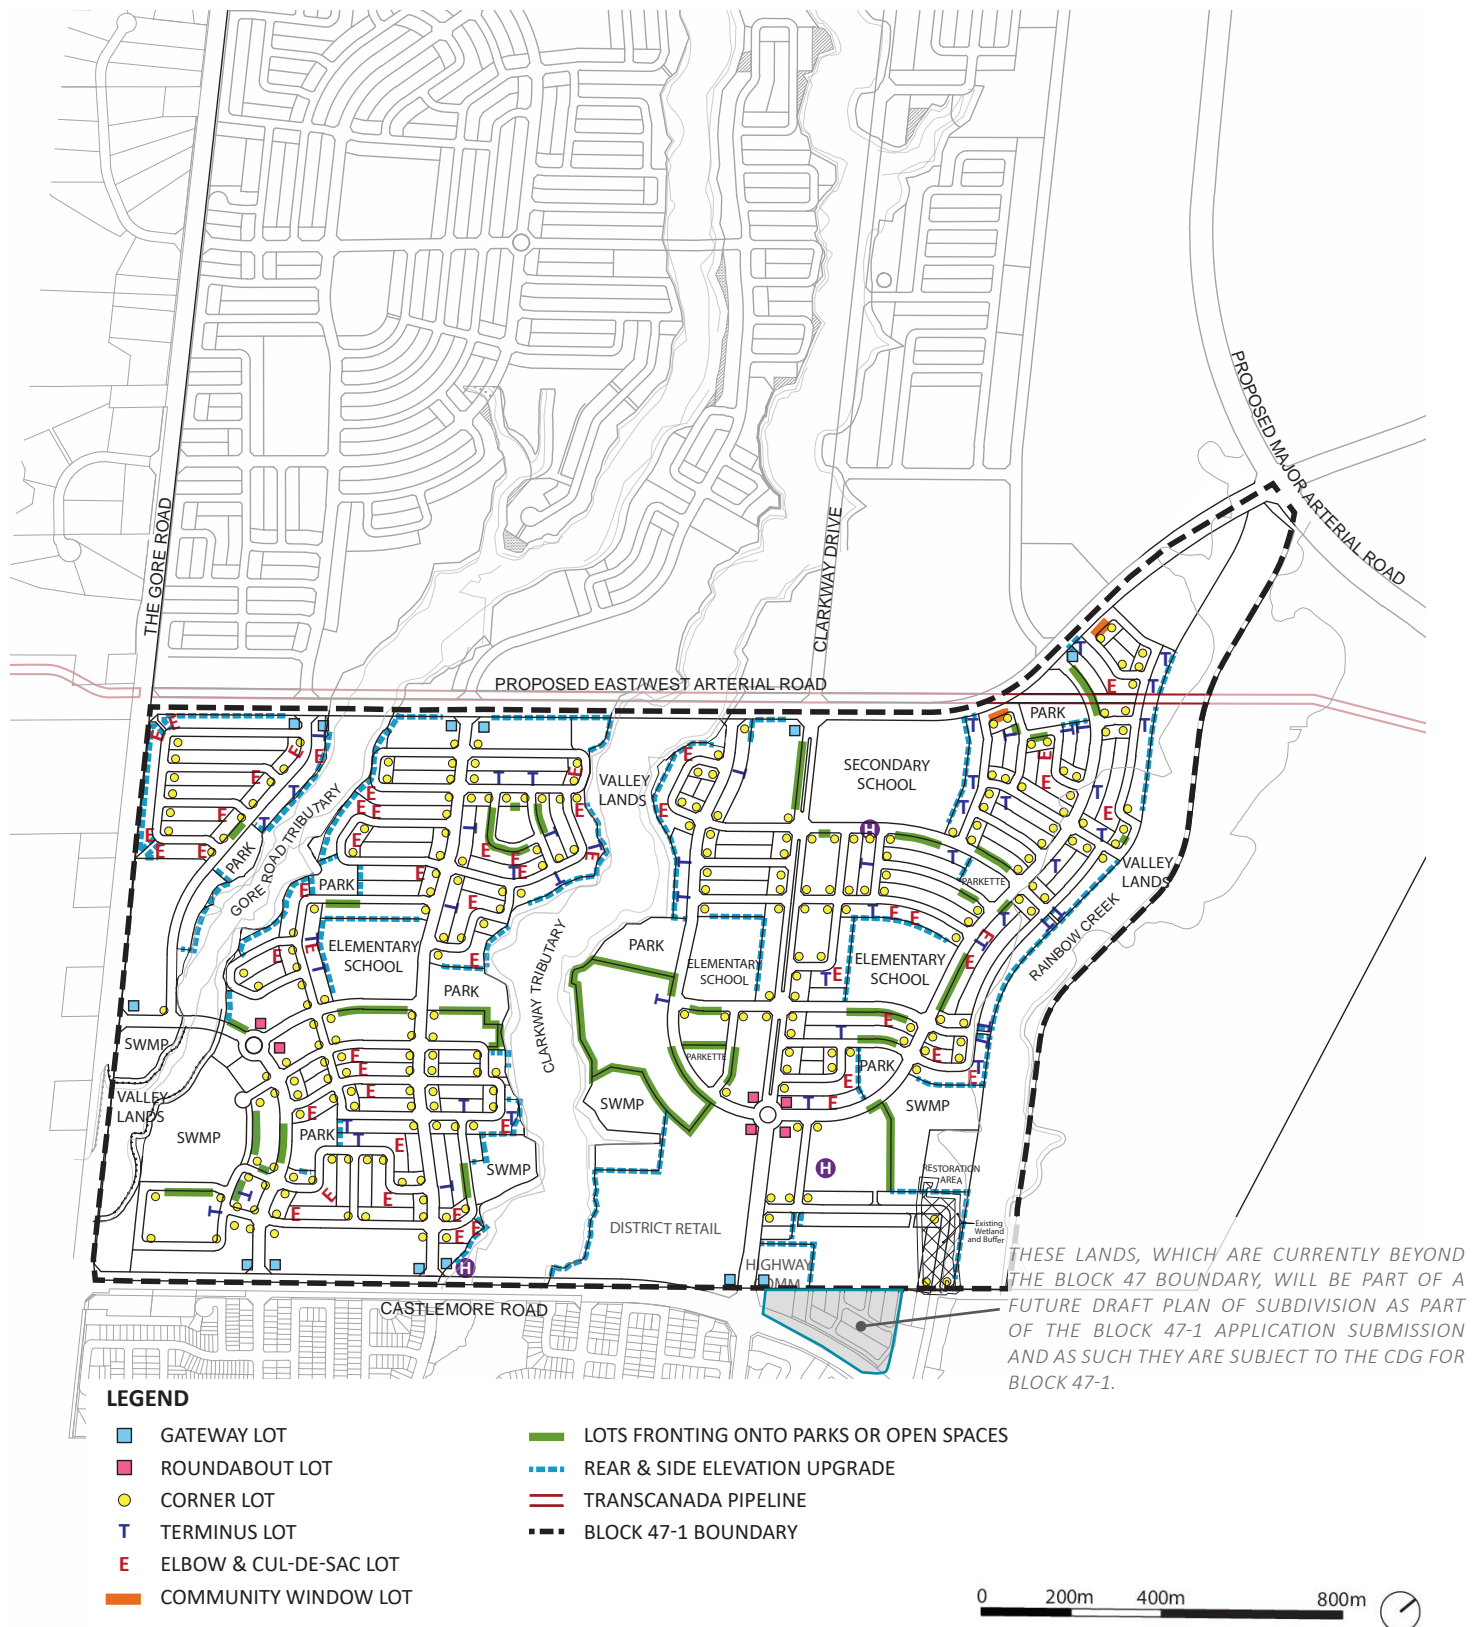 PROPOSED MAJOR ARTERIAL ROAD
THE GORE ROAD
CLARKWAY DRIVE
PROPOSED EAST/WEST ARTERIAL ROAD
PARK
SECONDARY
SCHOOL
VALLEY
LANDS
GORE ROAD TRIBUTARY
PARK
PARK
H
VALLEY
LANDS
PARKETTE
RAINBOW CREEK
ELEMENTARY
SCHOOL
PARK
CLARKWAY TRIBUTARY
PARK
ELEMENTARY
SCHOOL
ELEMENTARY
SCHOOL
SWMP
PARKETTE
PARK
VALLEY
LANDS
SWMP
SWMP
SWMP
PARK
SWMP
H
RESTORATION
AREA
DISTRICT RETAIL
Existing
Wetland
and Buffer
HIGHWAY
H
CASTLEMORE ROAD
THESE LANDS, WHICH ARE CURRENTLY BEYOND
THE BLOCK 47 BOUNDARY, WILL BE PART OF A
FUTURE DRAFT PLAN OF SUBDIVISION AS PART
OF THE BLOCK 47-1 APPLICATION SUBMISSION
AND AS SUCH THEY ARE SUBJECT TO THE CDG FOR
BLOCK 47-1.
LEGEND
GATEWAY LOT
ROUNDABOUT LOT
CORNER LOT
T TERMINUS LOT
E ELBOW & CUL-DE-SAC LOT
COMMUNITY WINDOW LOT
LOTS FRONTING ONTO PARKS OR OPEN SPACES
REAR & SIDE ELEVATION UPGRADE
TRANSCANADA PIPELINE
BLOCK 47-1 BOUNDARY
0 200m 400m 800m